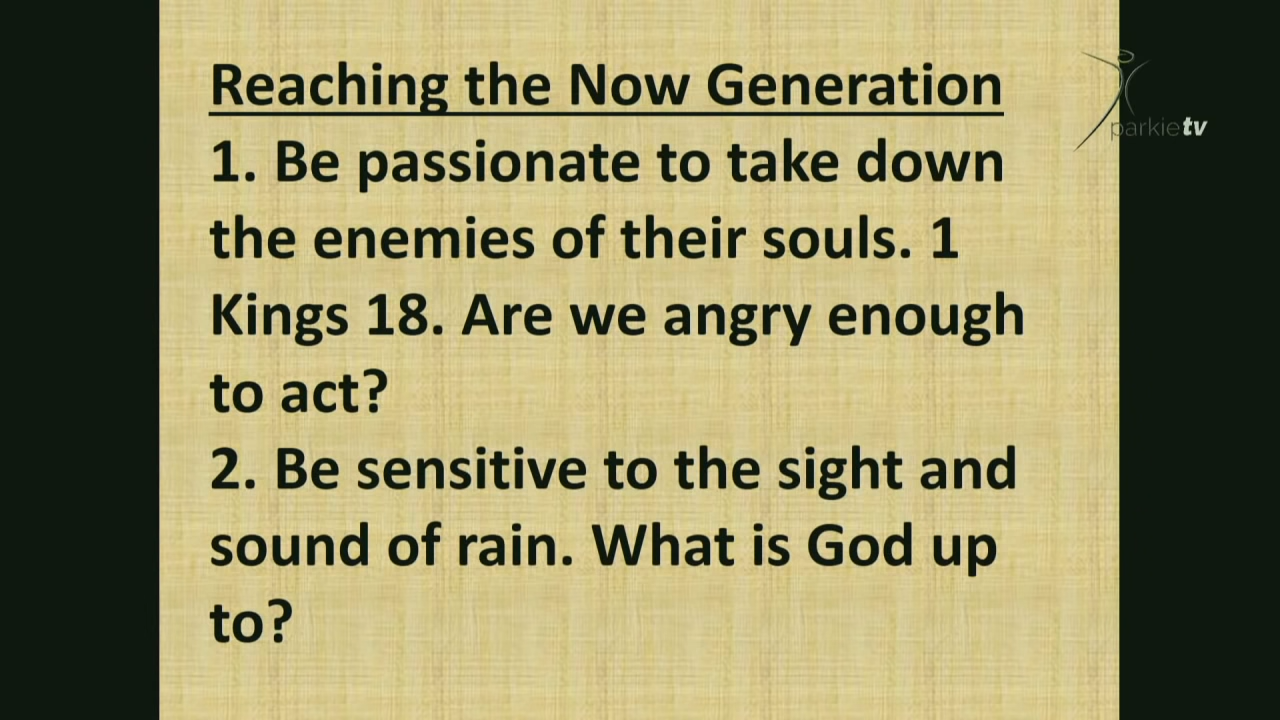 Reaching the Now Generation
parkietv
1. Be passionate to take down
the enemies of their souls. 1
Kings 18. Are we angry enough
to act?
2. Be sensitive to the sight and
sound of rain. What is God up
to?